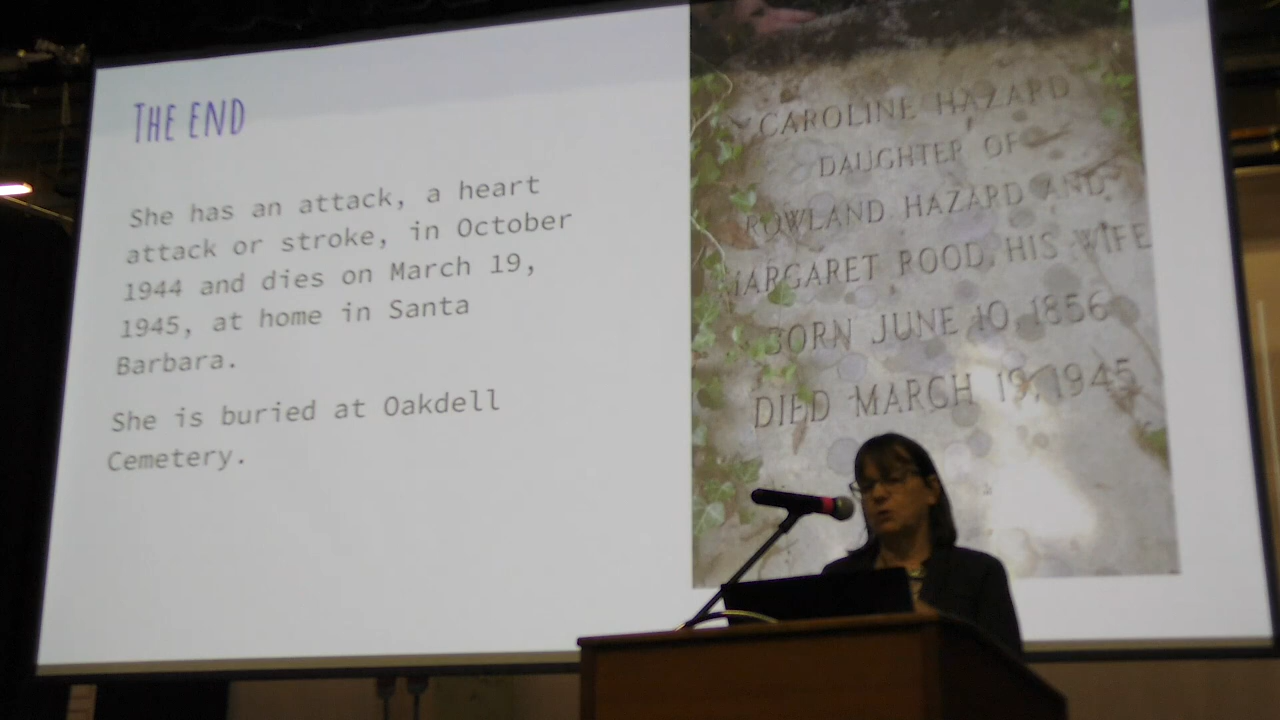 THE END
She has an attack, a heart
attack or stroke, in October
1944 and dies on March 19,
1945, at home in Santa
Barbara.
She is buried at Oakdell
Cemetery.
CAROLINE HAZARD
DAUGHTER OF
ROWLAND HAZARD AND
MARGARET ROOD, HIS WIFE
BORN JUNE 10, 1856
DIED MARCH 19, 1945